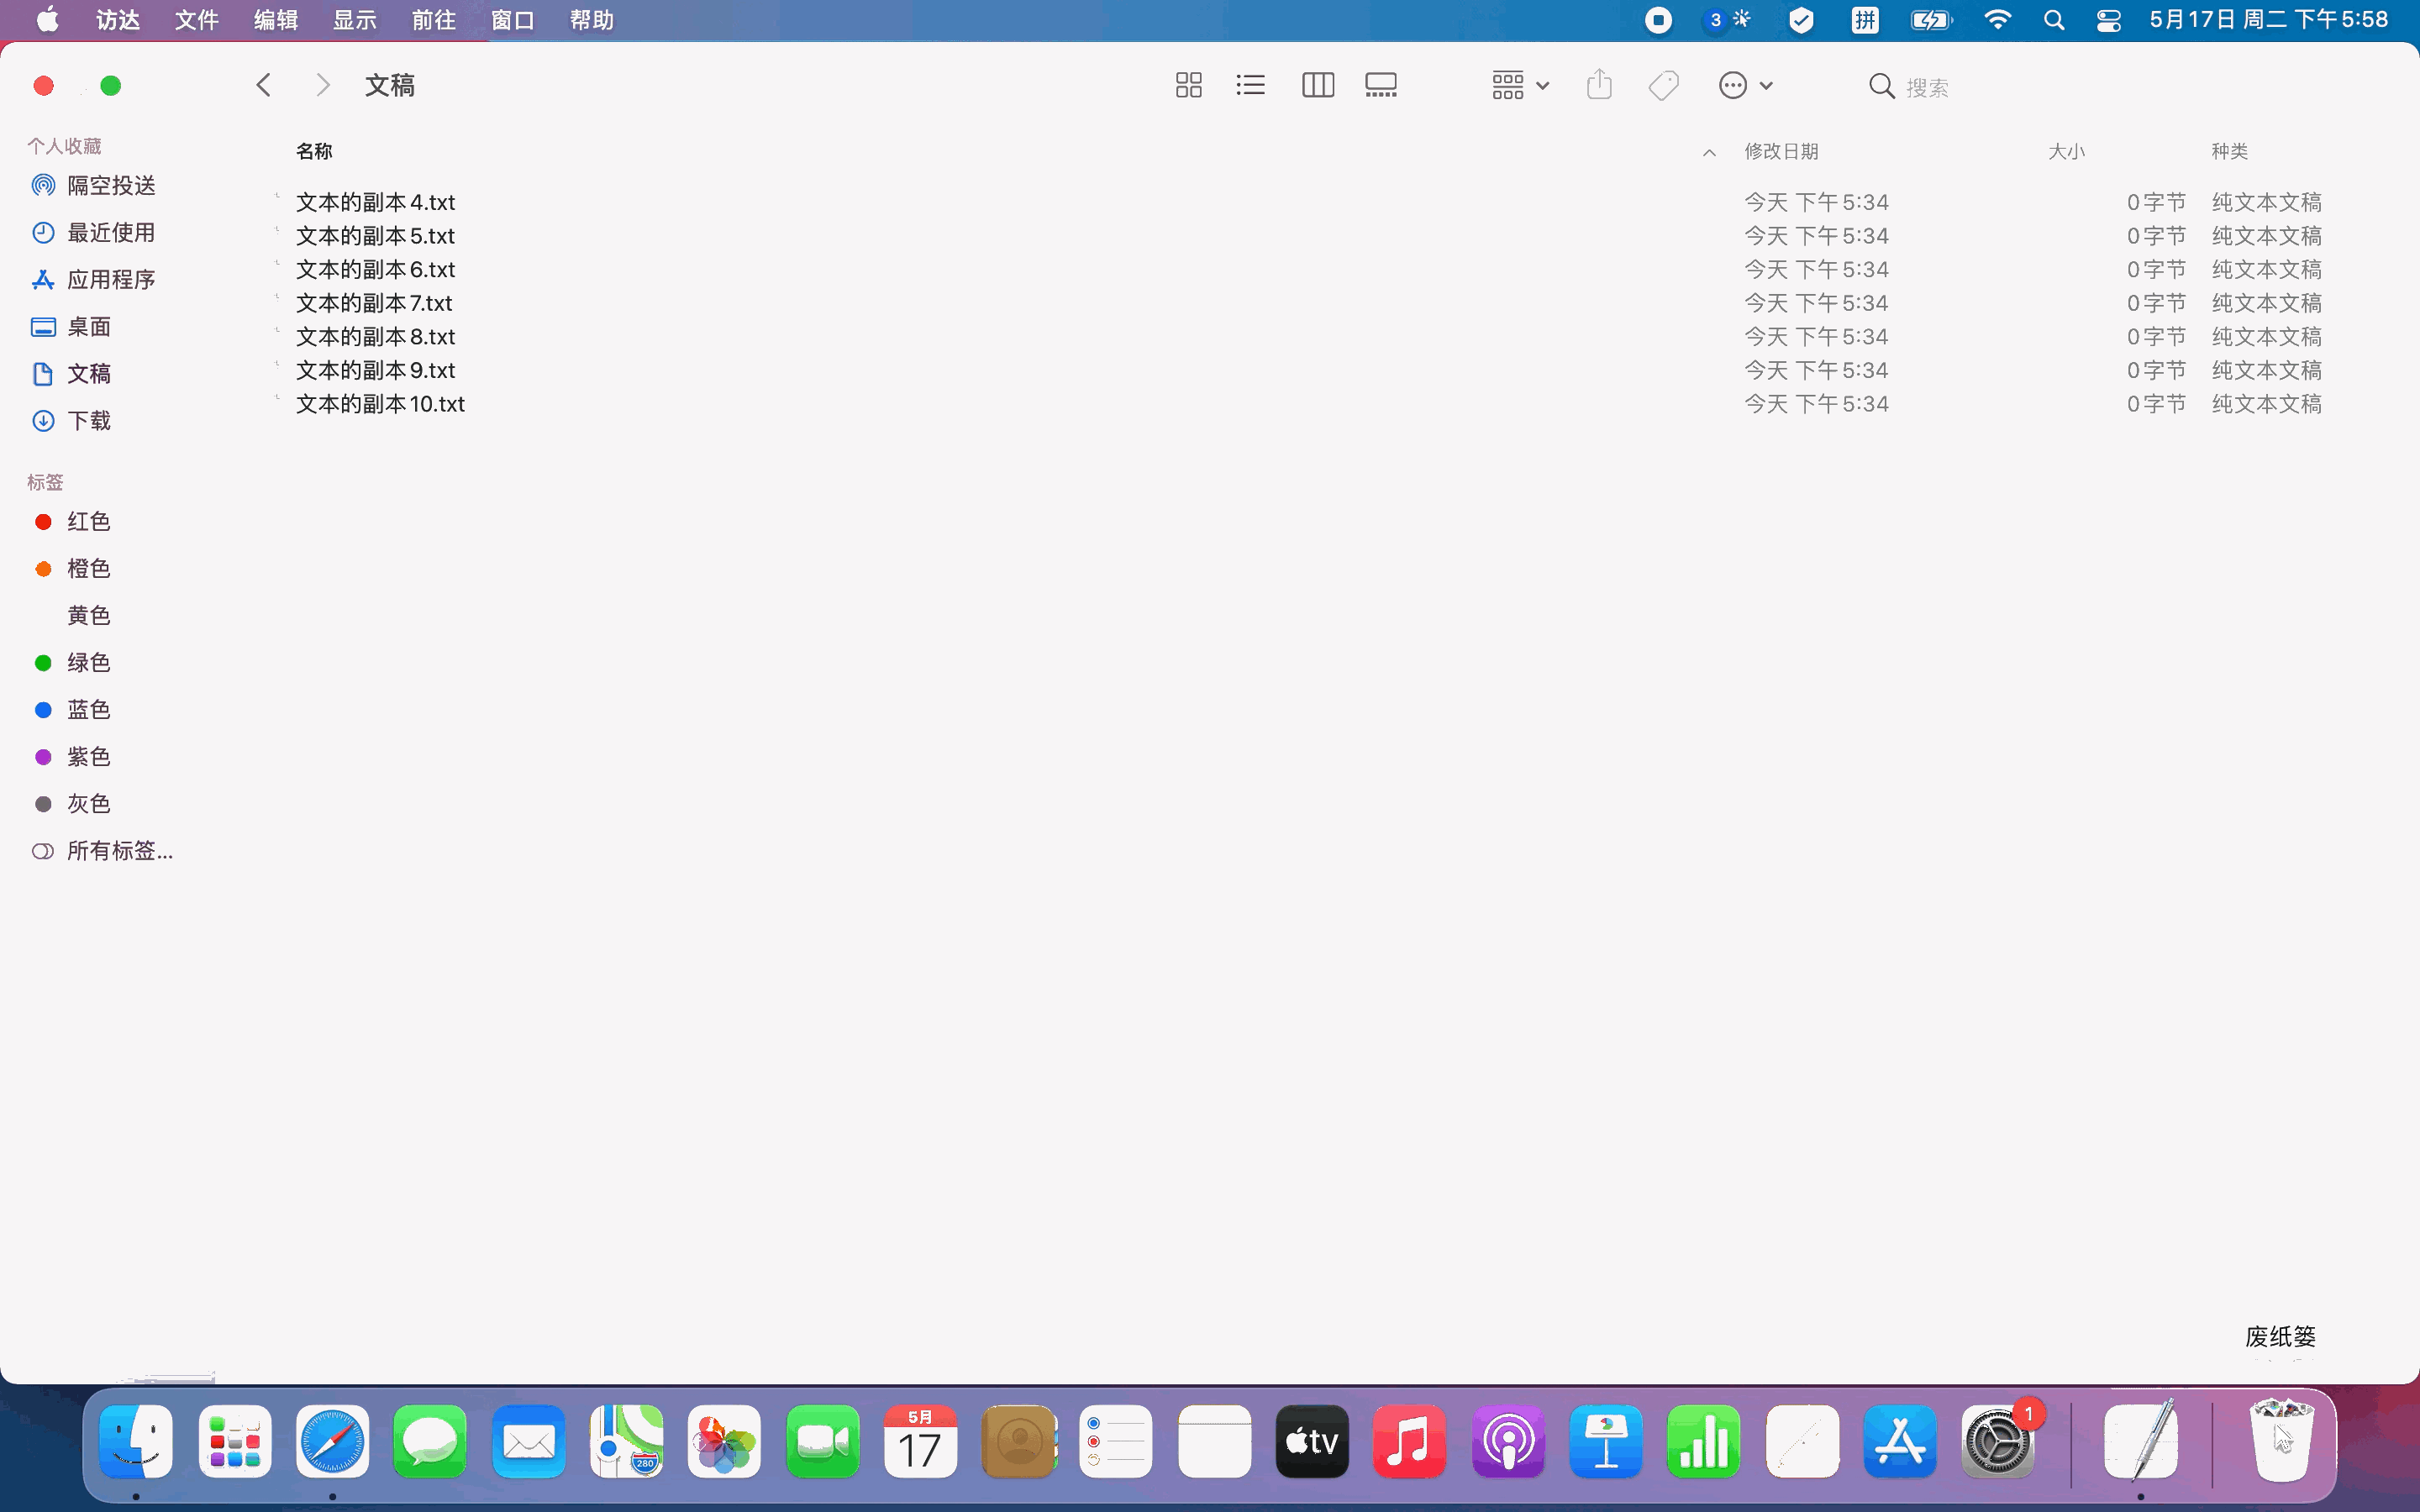 访达 文件 编辑 显示 前往 窗口 帮助 3 拼 5月17日 周二 下午5:58
文稿 搜索
个人收藏
隔空投送
最近使用
应用程序
桌面
文稿
下载
标签
红色
橙色
黄色
绿色
蓝色
紫色
灰色
所有标签...
名称 修改日期 大小 种类
文本的副本4.txt 今天 下午5:34 0字节 纯文本文稿
文本的副本5.txt 今天 下午5:34 0字节 纯文本文稿
文本的副本6.txt 今天 下午5:34 0字节 纯文本文稿
文本的副本7.txt 今天 下午5:34 0字节 纯文本文稿
文本的副本8.txt 今天 下午5:34 0字节 纯文本文稿
文本的副本9.txt 今天 下午5:34 0字节 纯文本文稿
文本的副本10.txt 今天 下午5:34 0字节 纯文本文稿
废纸篓
280 5月 17 tv 1